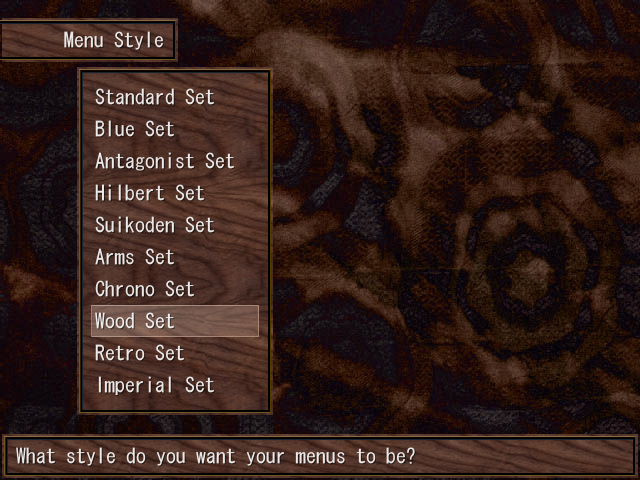 Menu Style
Standard Set
Blue Set
Antagonist Set
Hilbert Set
Suikoden Set
Arms Set
Chrono Set
Wood Set
Retro Set
Imperial Set
What style do you want your menus to be?